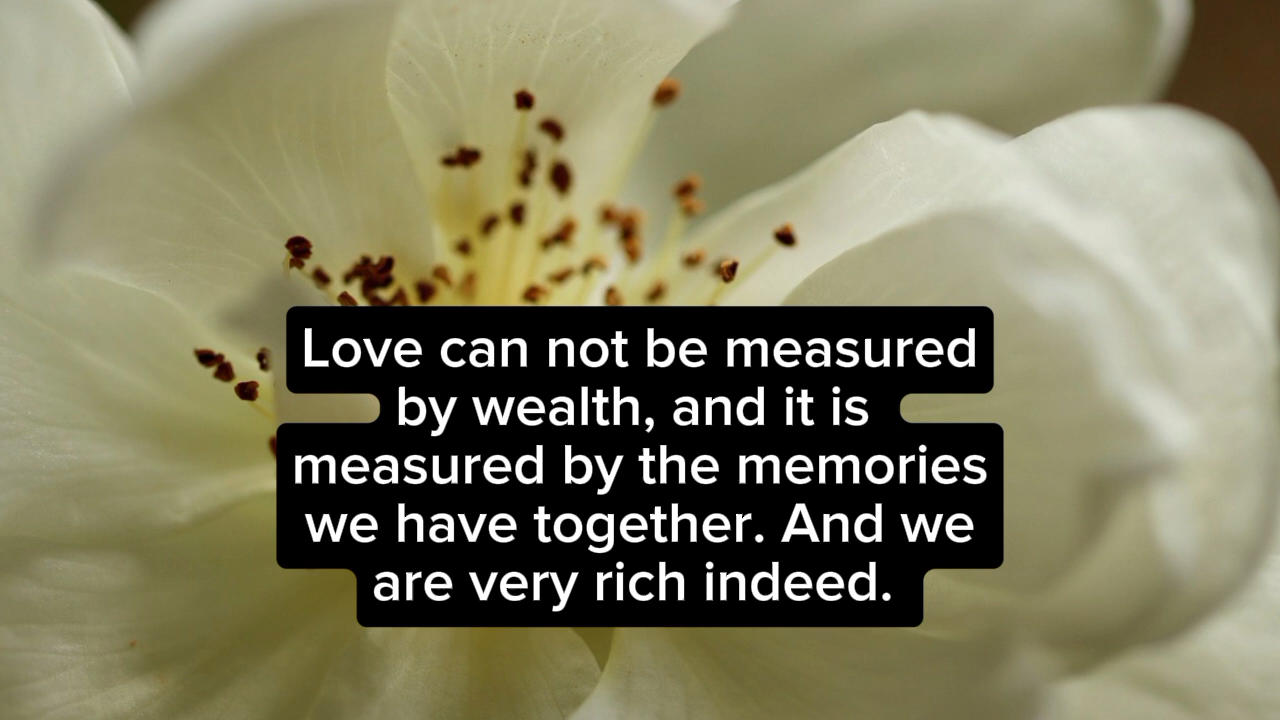 Love can not be measured
by wealth, and it is
measured by the memories
we have together. And we
are very rich indeed.